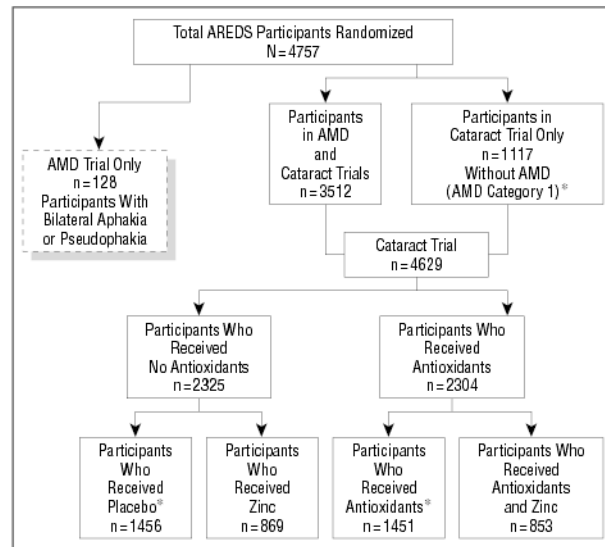 Total AREDS Participants Randomized
N=4757
AMD Trial Only
n=128
Participants With
Bilateral Aphakia
or Pseudophakia
Participants
in AMD
and
Cataract Trials
n=3512
Participants in
Cataract Trial Only
n=1117
Without AMD
(AMD Category 1)*
Cataract Trial
n=4629
Participants Who
Received
No Antioxidants
n=2325
Participants Who
Received
Antioxidants
n=2304
Participants
Who
Received
Placebo*
n=1456
Participants
Who
Received
Zinc
n=869
Participants
Who
Received
Antioxidants*
n=1451
Participants Who
Received
Antioxidants
and Zinc
n=853